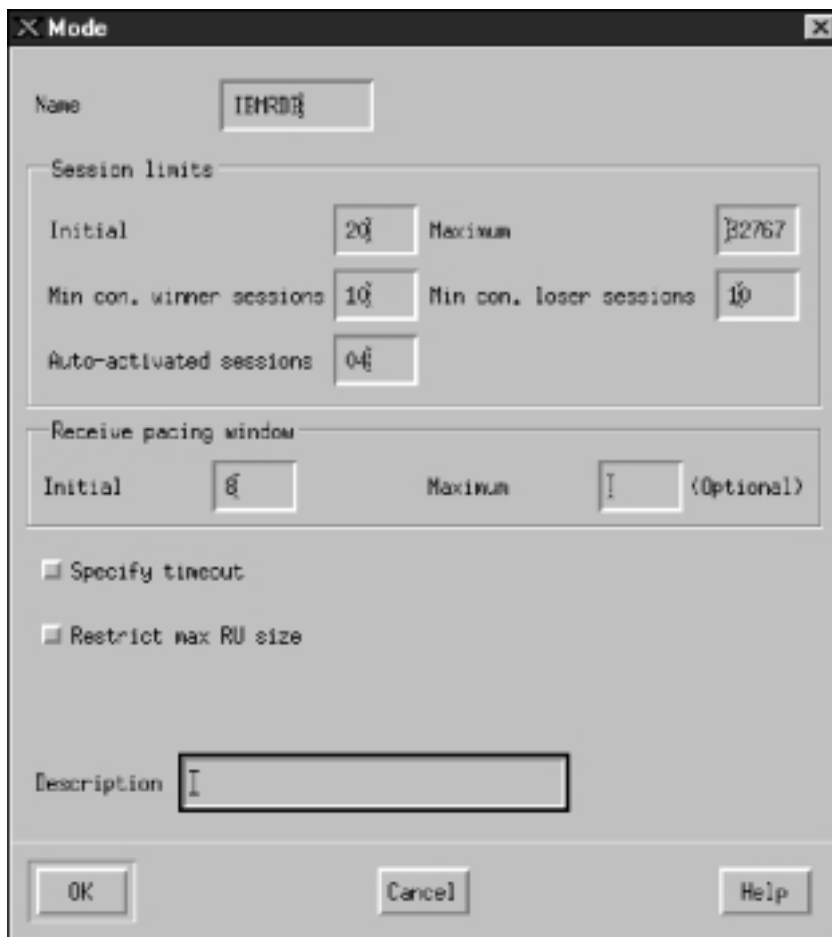 Mode
Name IBMRDB
Session limits
Initial 20 Maximum 32767
Min con. winner sessions 10 Min con. loser sessions 10
Auto-activated sessions 04
Receive pacing window
Initial 8 Maximum (Optional)
Specify timeout
Restrict max RU size
Description
OK Cancel Help